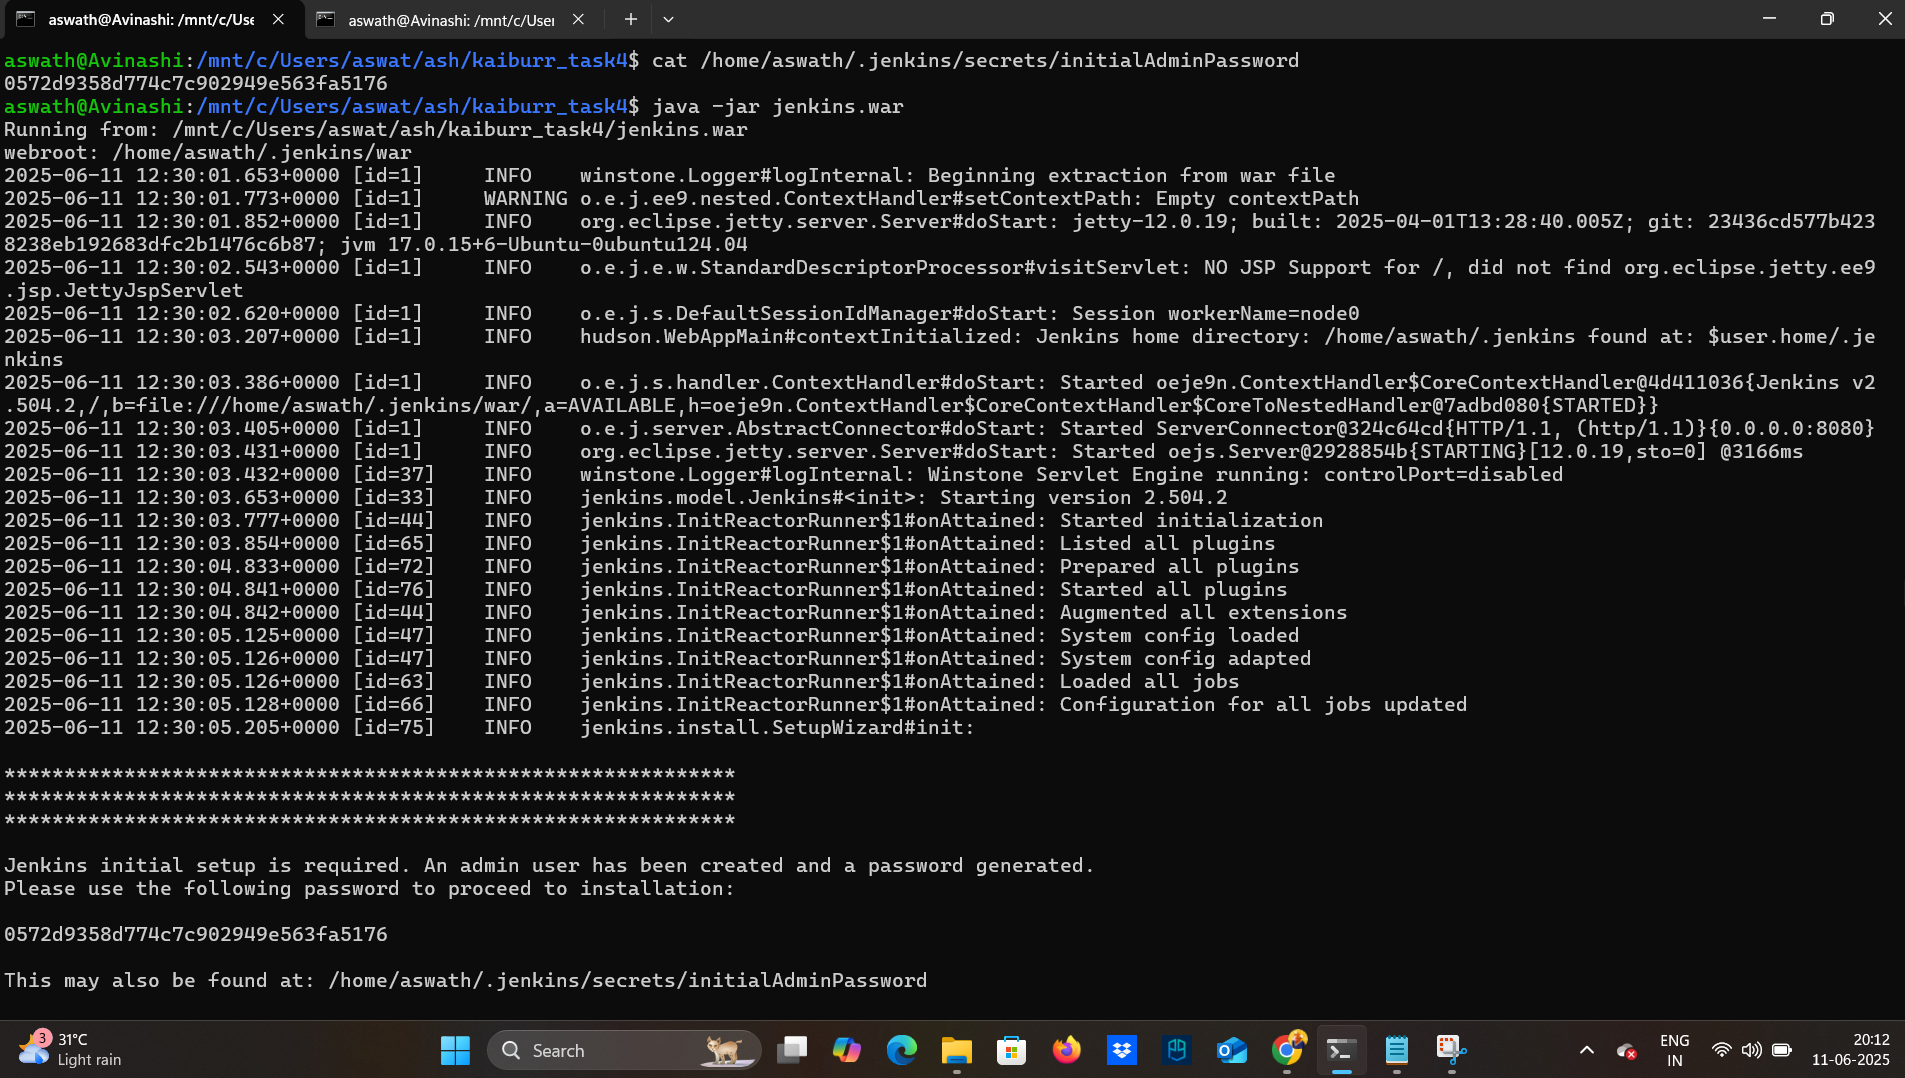 aswath@Avinashi: /mnt/c/Use
aswath@Avinashi: /mnt/c/User
aswath@Avinashi:/mnt/c/Users/aswat/ash/kaiburr_task4$ cat /home/aswath/.jenkins/secrets/initialAdminPassword
0572d9358d774c7c902949e563fa5176
aswath@Avinashi:/mnt/c/Users/aswat/ash/kaiburr_task4$ java -jar jenkins.war
Running from: /mnt/c/Users/aswat/ash/kaiburr_task4/jenkins.war
webroot: /home/aswath/.jenkins/war
2025-06-11 12:30:01.653+0000 [id=1]     INFO    winstone.Logger#logInternal: Beginning extraction from war file
2025-06-11 12:30:01.773+0000 [id=1]     WARNING o.e.j.ee9.nested.ContextHandler#setContextPath: Empty contextPath
2025-06-11 12:30:01.852+0000 [id=1]     INFO    org.eclipse.jetty.server.Server#doStart: jetty-12.0.19; built: 2025-04-01T13:28:40.005Z; git: 23436cd577b423
8238eb192683dfc2b1476c6b87; jvm 17.0.15+6-Ubuntu-0ubuntu124.04
2025-06-11 12:30:02.543+0000 [id=1]     INFO    o.e.j.e.w.StandardDescriptorProcessor#visitServlet: NO JSP Support for /, did not find org.eclipse.jetty.ee9
.jsp.JettyJspServlet
2025-06-11 12:30:02.620+0000 [id=1]     INFO    o.e.j.s.DefaultSessionIdManager#doStart: Session workerName=node0
2025-06-11 12:30:03.207+0000 [id=1]     INFO    hudson.WebAppMain#contextInitialized: Jenkins home directory: /home/aswath/.jenkins found at: $user.home/.je
nkins
2025-06-11 12:30:03.386+0000 [id=1]     INFO    o.e.j.s.handler.ContextHandler#doStart: Started oeje9n.ContextHandler$CoreContextHandler@4d411036{Jenkins v2
.504.2,/,b=file:///home/aswath/.jenkins/war/,a=AVAILABLE,h=oeje9n.ContextHandler$CoreContextHandler$CoreToNestedHandler@7adbd080{STARTED}}
2025-06-11 12:30:03.405+0000 [id=1]     INFO    o.e.j.server.AbstractConnector#doStart: Started ServerConnector@324c64cd{HTTP/1.1, (http/1.1)}{0.0.0.0:8080}
2025-06-11 12:30:03.431+0000 [id=1]     INFO    org.eclipse.jetty.server.Server#doStart: Started oejs.Server@2928854b{STARTING}[12.0.19,sto=0] @3166ms
2025-06-11 12:30:03.432+0000 [id=37]    INFO    winstone.Logger#logInternal: Winstone Servlet Engine running: controlPort=disabled
2025-06-11 12:30:03.653+0000 [id=33]    INFO    jenkins.model.Jenkins#<init>: Starting version 2.504.2
2025-06-11 12:30:03.777+0000 [id=44]    INFO    jenkins.InitReactorRunner$1#onAttained: Started initialization
2025-06-11 12:30:03.854+0000 [id=65]    INFO    jenkins.InitReactorRunner$1#onAttained: Listed all plugins
2025-06-11 12:30:04.833+0000 [id=72]    INFO    jenkins.InitReactorRunner$1#onAttained: Prepared all plugins
2025-06-11 12:30:04.841+0000 [id=76]    INFO    jenkins.InitReactorRunner$1#onAttained: Started all plugins
2025-06-11 12:30:04.842+0000 [id=44]    INFO    jenkins.InitReactorRunner$1#onAttained: Augmented all extensions
2025-06-11 12:30:05.125+0000 [id=47]    INFO    jenkins.InitReactorRunner$1#onAttained: System config loaded
2025-06-11 12:30:05.126+0000 [id=47]    INFO    jenkins.InitReactorRunner$1#onAttained: System config adapted
2025-06-11 12:30:05.126+0000 [id=63]    INFO    jenkins.InitReactorRunner$1#onAttained: Loaded all jobs
2025-06-11 12:30:05.128+0000 [id=66]    INFO    jenkins.InitReactorRunner$1#onAttained: Configuration for all jobs updated
2025-06-11 12:30:05.205+0000 [id=75]    INFO    jenkins.install.SetupWizard#init:
*************************************************************
*************************************************************
*************************************************************
Jenkins initial setup is required. An admin user has been created and a password generated.
Please use the following password to proceed to installation:
0572d9358d774c7c902949e563fa5176
This may also be found at: /home/aswath/.jenkins/secrets/initialAdminPassword
3
31°C
Light rain
Search
ENG
IN
20:12
11-06-2025